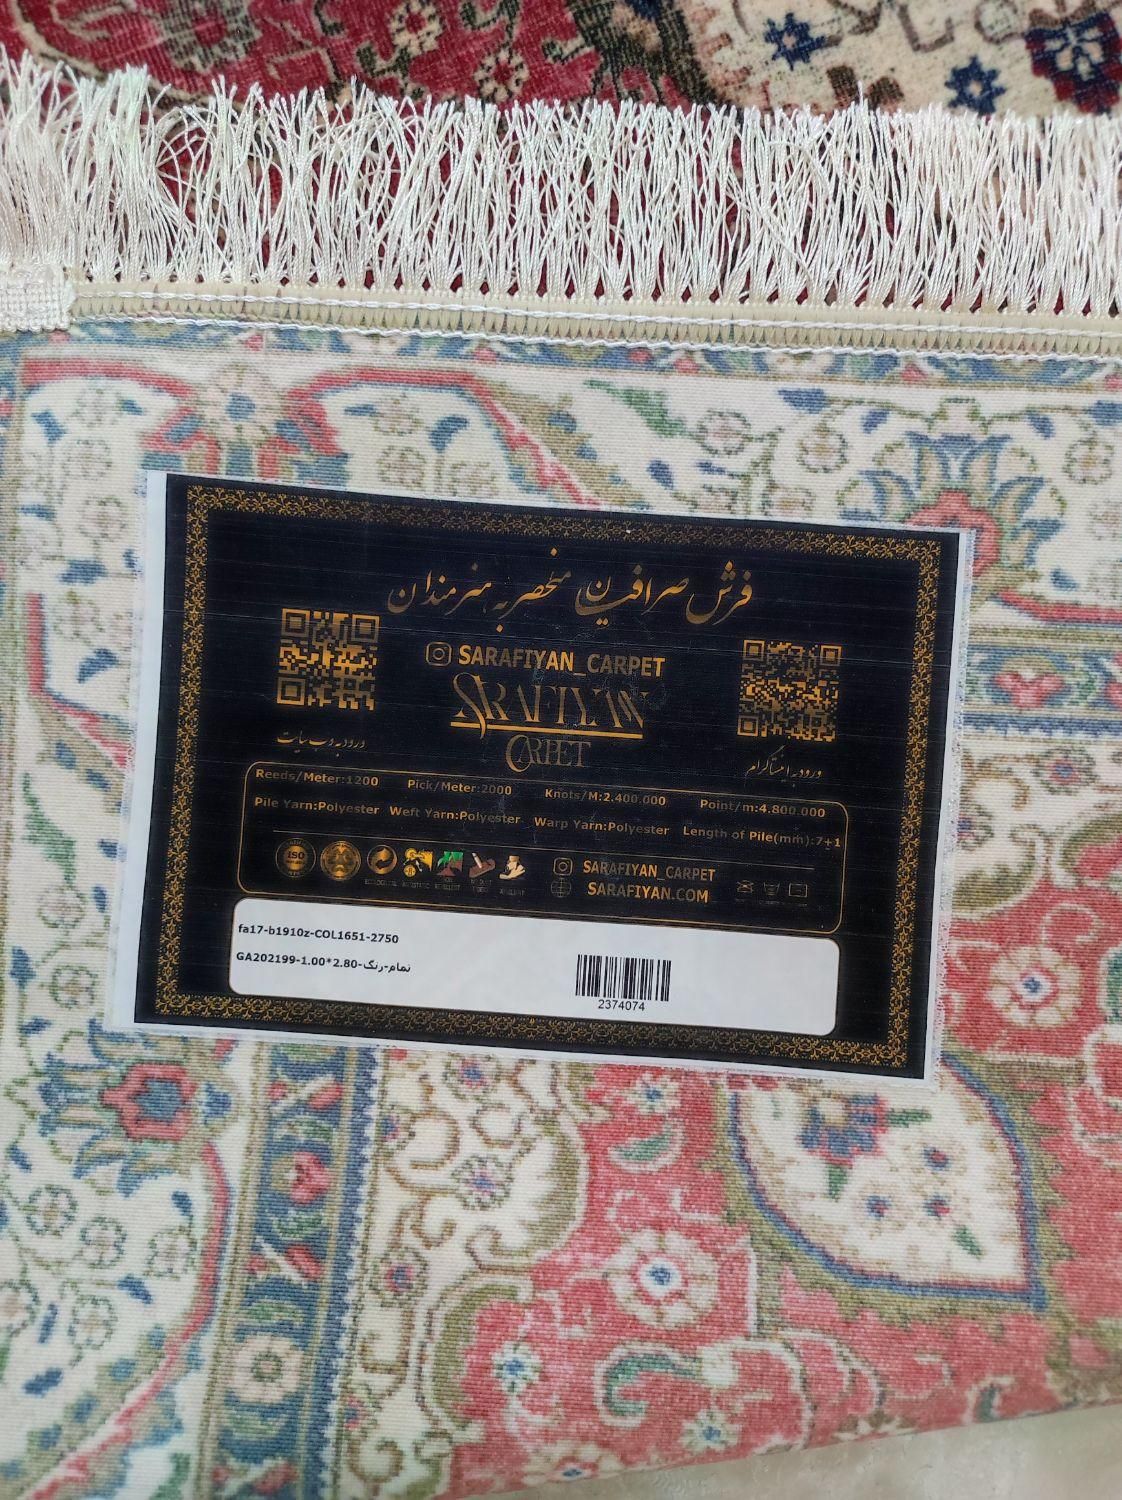 فرش صرافیان منحصر به هنرمندان
SARAFIYAN_CARPET
SARAFIYAN
CARPET
ورود به وب سایت
ورود به اینستاگرام
Reeds/Meter:1200 Pick/Meter:2000 Knots/M:2.400.000 Point/m:4.800.000
Pile Yarn:Polyester Weft Yarn:Polyester Warp Yarn:Polyester Length of Pile(mm):7+1
ISO
SARAFIYAN_CARPET
SARAFIYAN.COM
fa17-b1910z-COL1651-2750
GA202199-1.00*2.80-تمام-رنگ
2374074